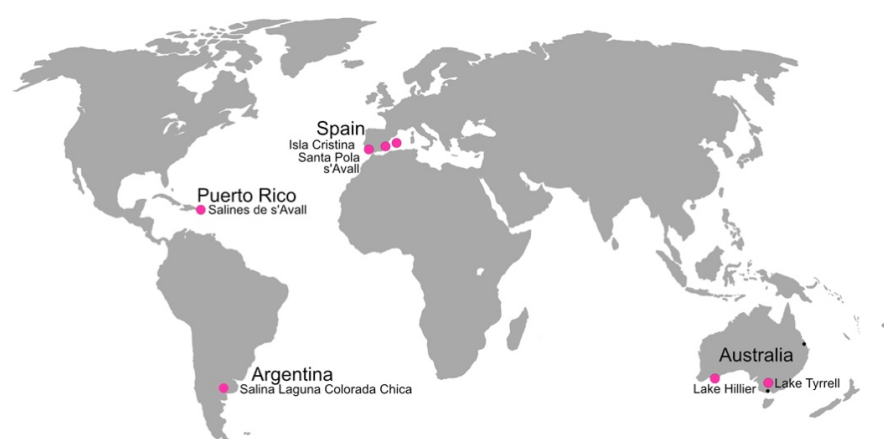 Spain
Isla Cristina
Santa Pola
s'Avall
Puerto Rico
Salines de s'Avall
Argentina
Salina Laguna Colorada Chica
Australia
Lake Hillier
Lake Tyrrell